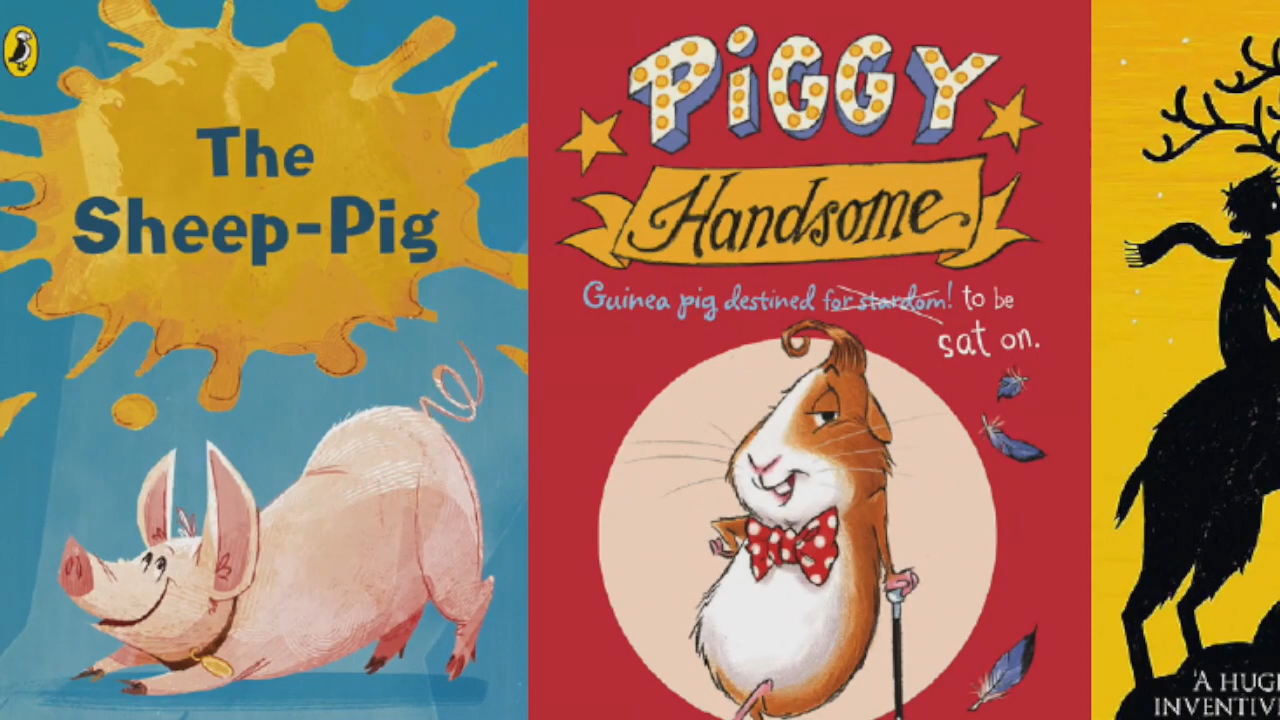 The
Sheep-Pig
PiGGY
Handsome
Guinea pig destined for stardom! to be
sat on.
'A HUG
INVENTIV